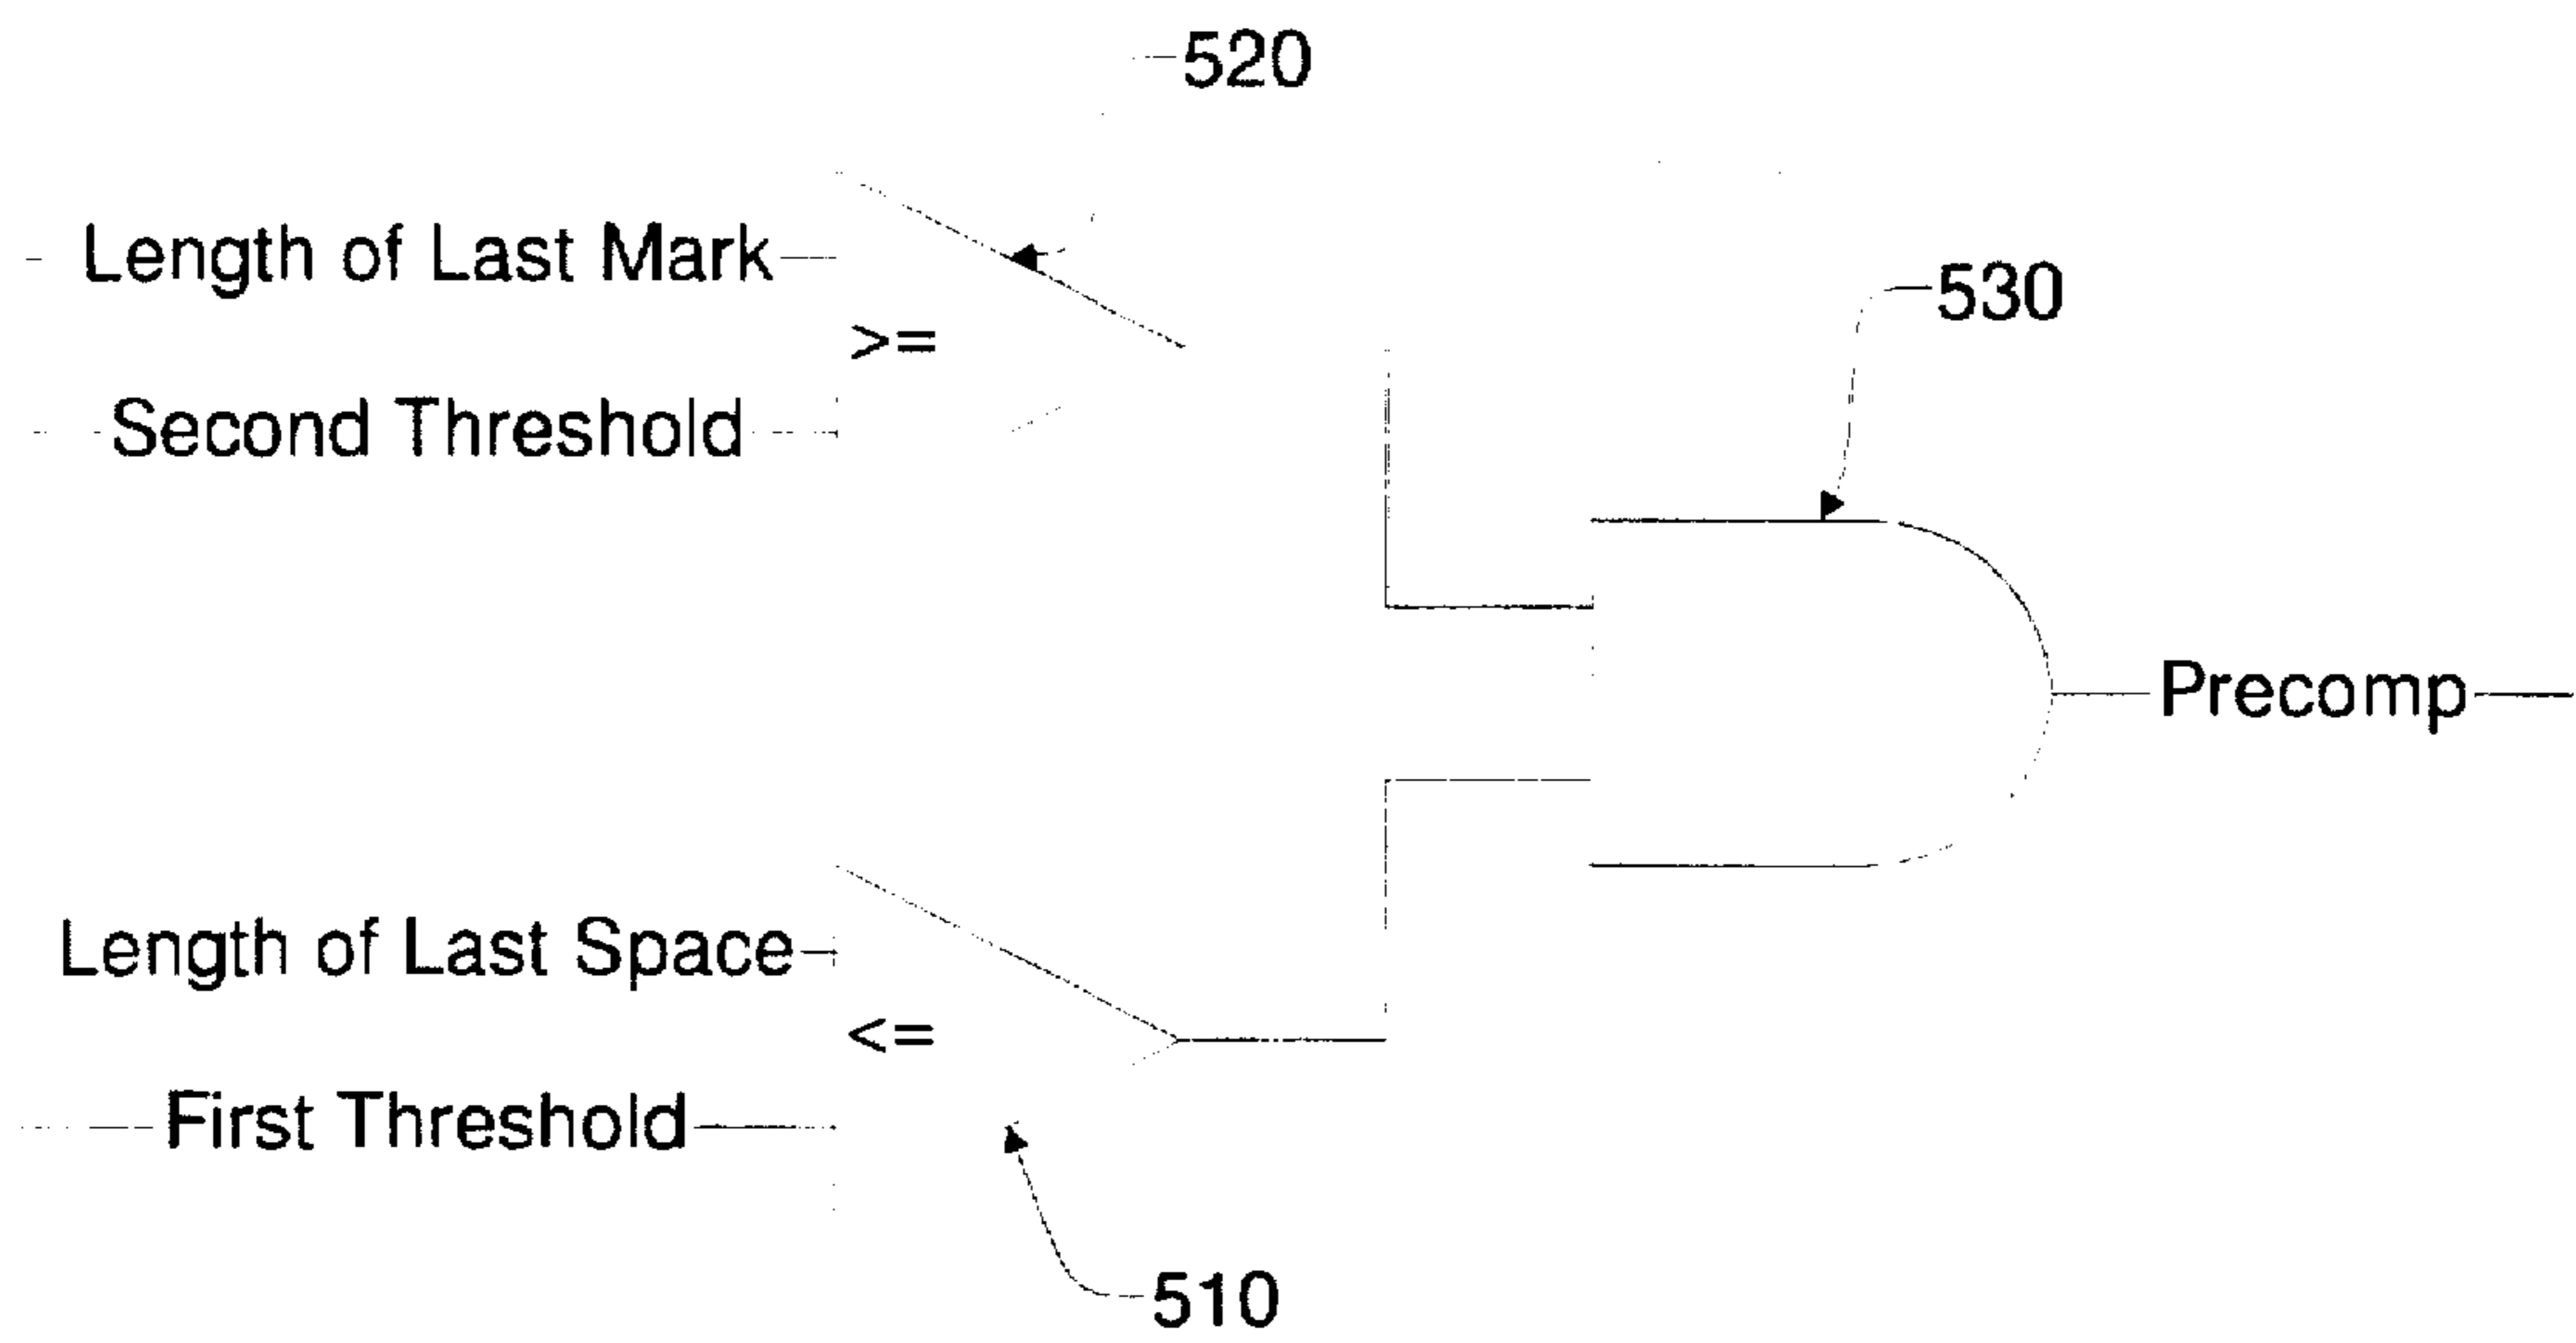 520
Length of Last Mark
530
>=
Second Threshold
Precomp
Length of Last Space
<=
First Threshold
510